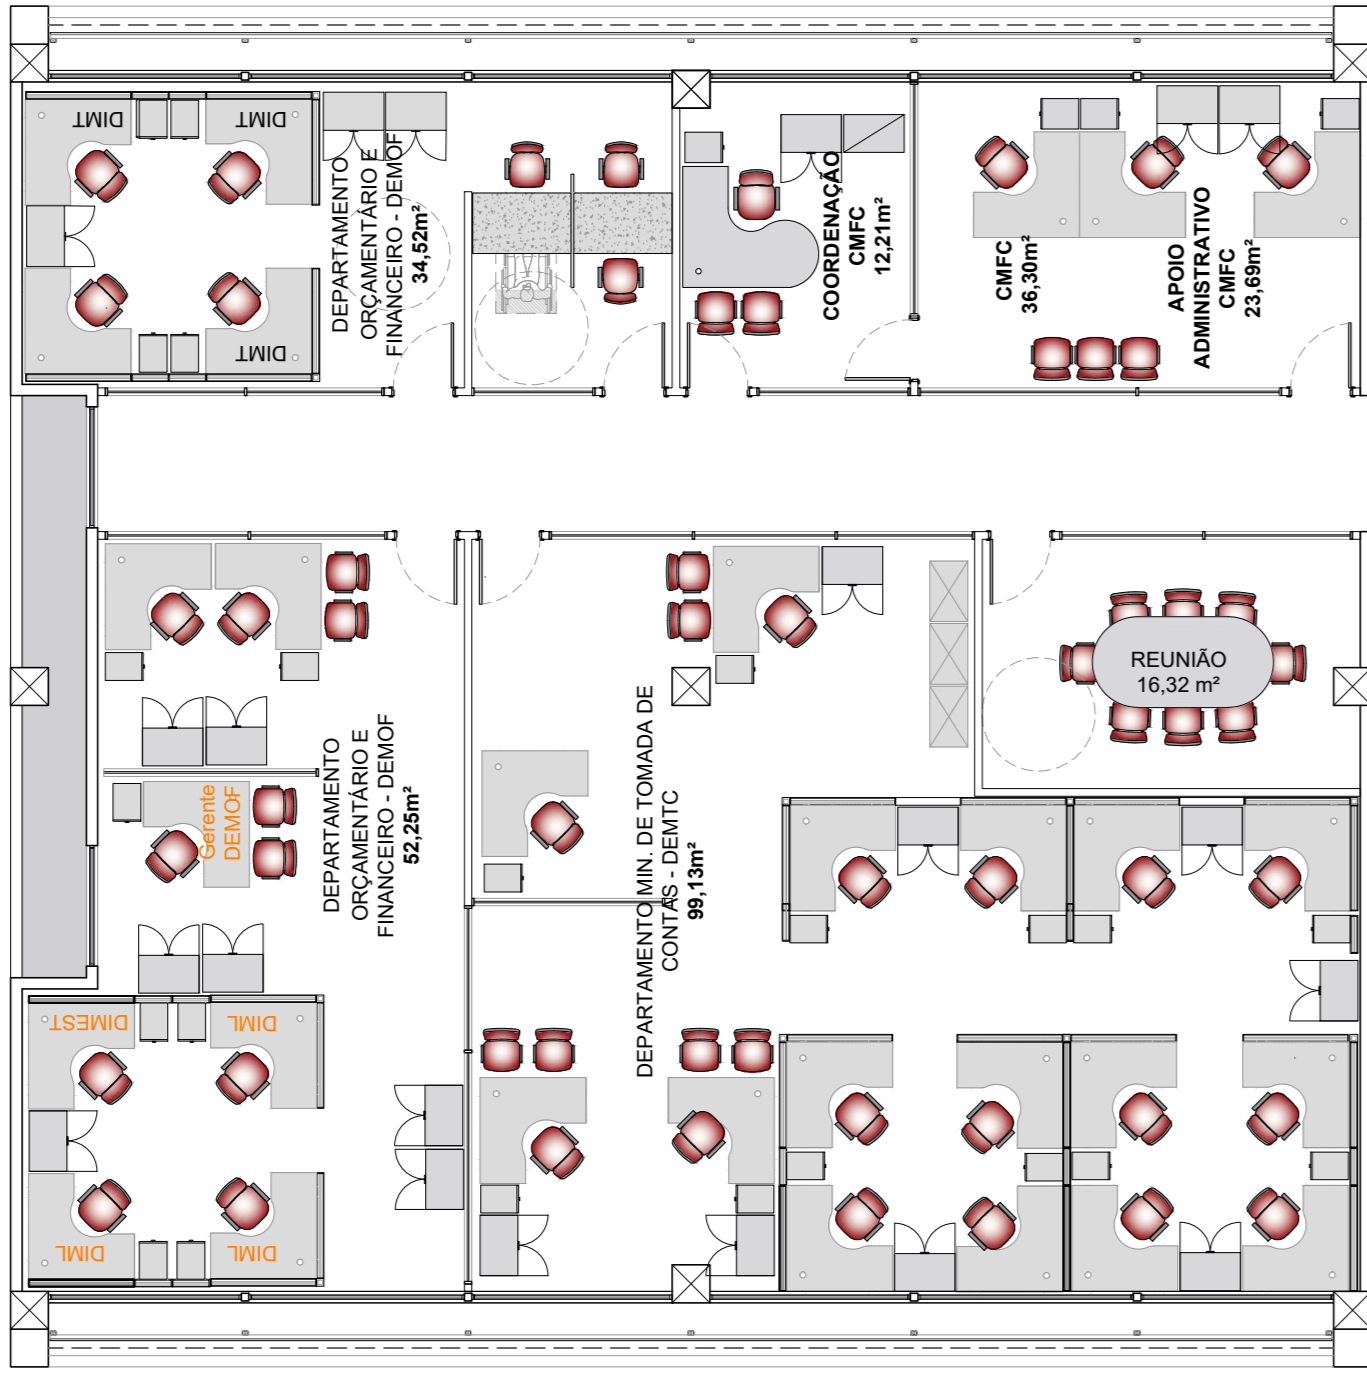 DIMT
DIMT
DIMT
DIMT
DEPARTAMENTO
ORÇAMENTÁRIO E
FINANCEIRO - DEMOF
34,52m²
COORDENAÇÃO
CMFC
12,21m²
CMFC
36,30m²
APOIO
ADMINISTRATIVO
CMFC
23,69m²
Gerente
DEMOF
DEPARTAMENTO
ORÇAMENTÁRIO E
FINANCEIRO - DEMOF
52,25m²
DEPARTAMENTO MIN. DE TOMADA DE
CONTAS - DEMTC
99,13m²
REUNIÃO
16,32 m²
DIMEST
DIML
DIML
DIML